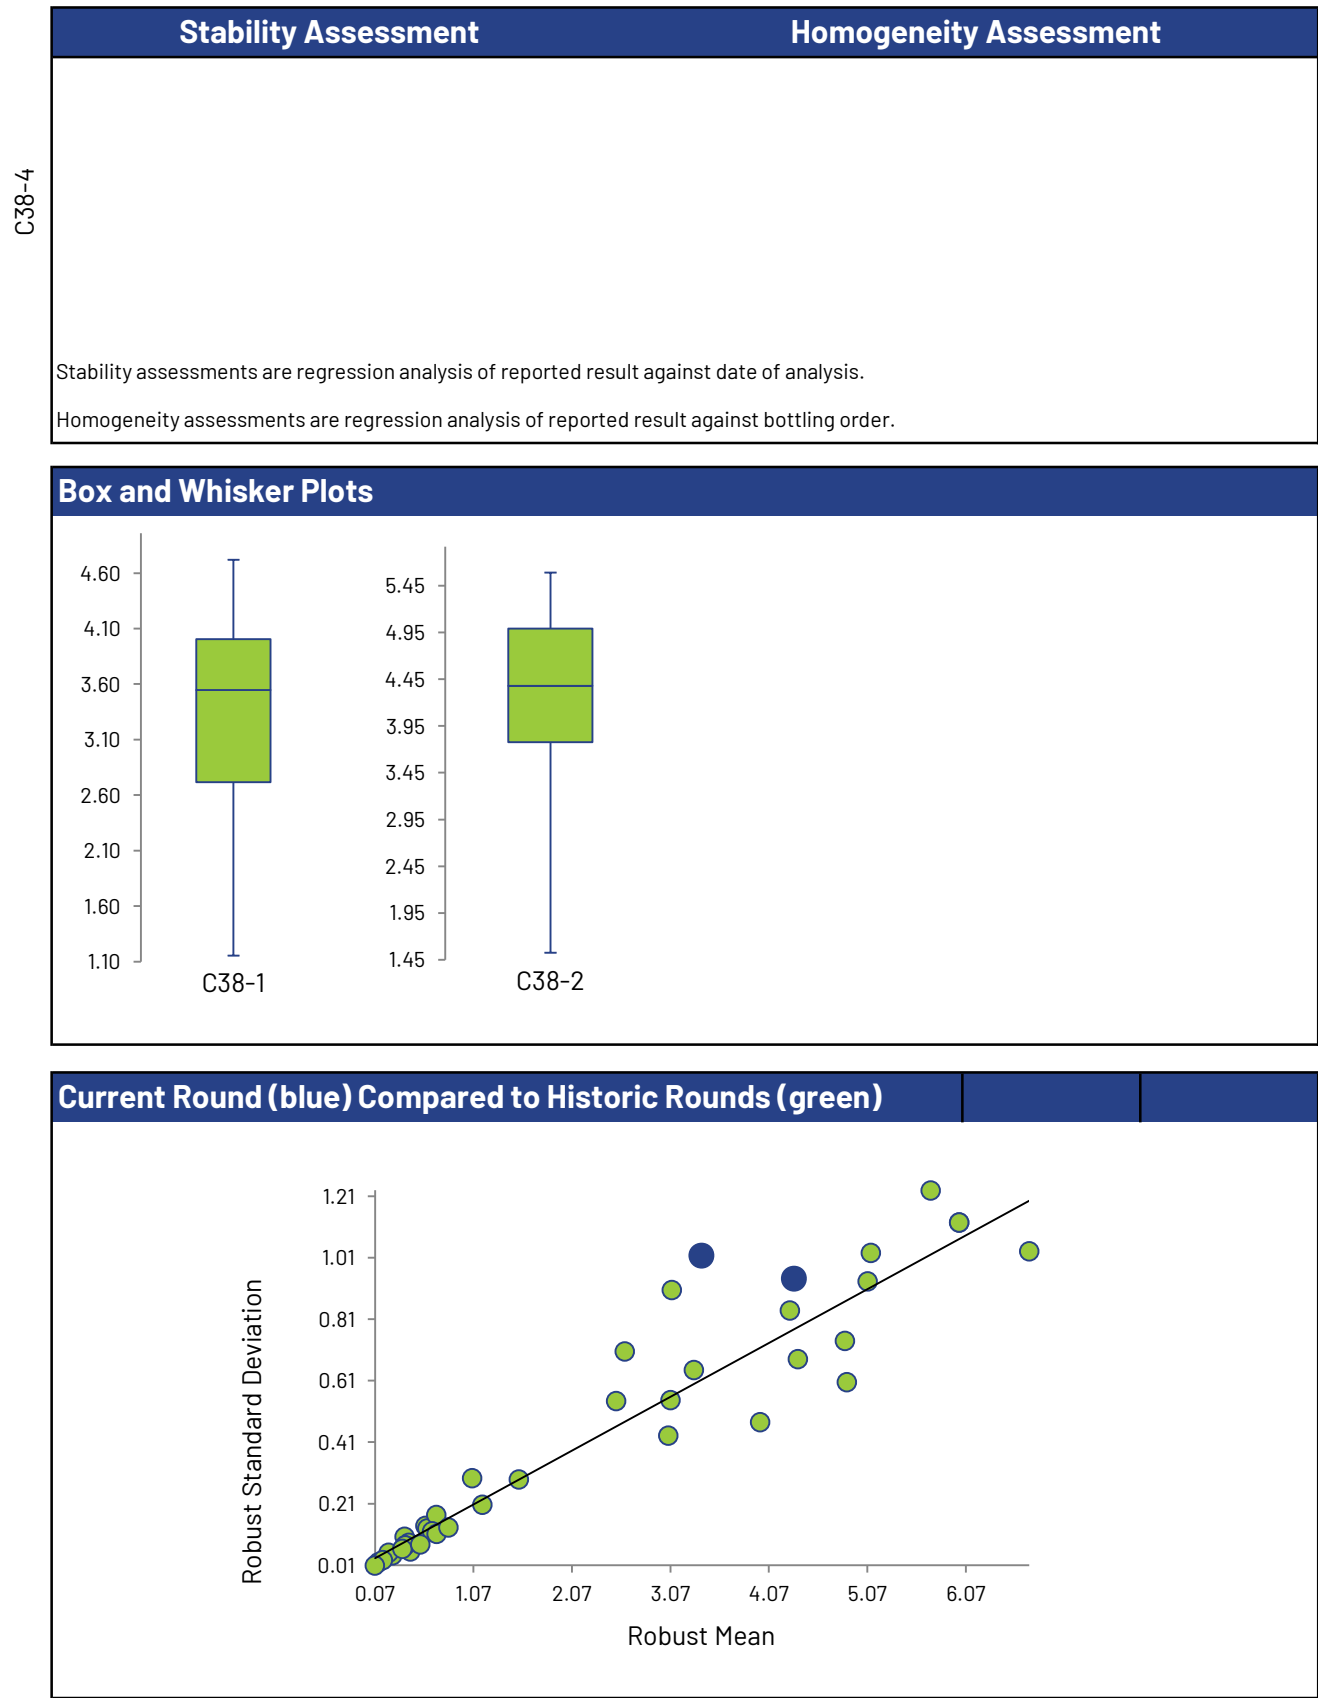 Stability Assessment Homogeneity Assessment
C38-4
Stability assessments are regression analysis of reported result against date of analysis.
Homogeneity assessments are regression analysis of reported result against bottling order.
Box and Whisker Plots
4.60
4.10
3.60
3.10
2.60
2.10
1.60
1.10
C38-1
5.45
4.95
4.45
3.95
3.45
2.95
2.45
1.95
1.45
C38-2
Current Round (blue) Compared to Historic Rounds (green)
Robust Standard Deviation
1.21
1.01
0.81
0.61
0.41
0.21
0.01
0.07 1.07 2.07 3.07 4.07 5.07 6.07
Robust Mean